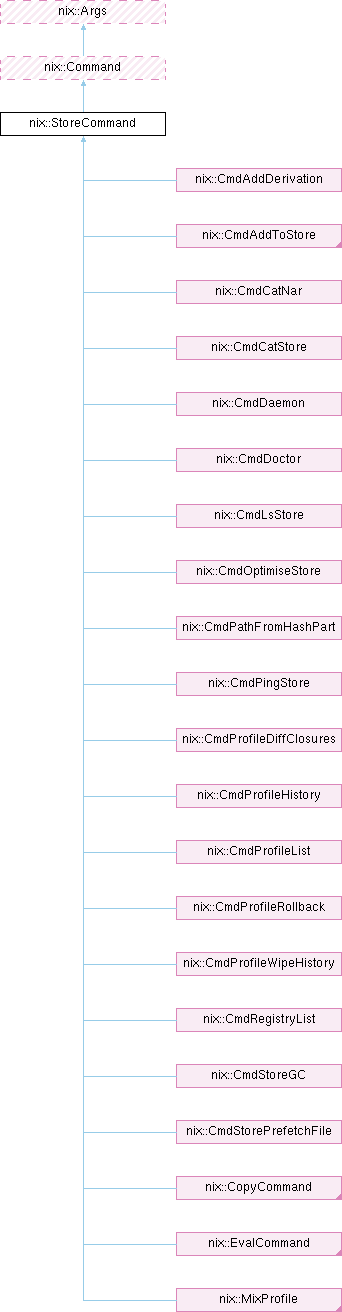 nix::Args
nix::Command
nix::StoreCommand
nix::CmdAddDerivation
nix::CmdAddToStore
nix::CmdCatNar
nix::CmdCatStore
nix::CmdDaemon
nix::CmdDoctor
nix::CmdLsStore
nix::CmdOptimiseStore
nix::CmdPathFromHashPart
nix::CmdPingStore
nix::CmdProfileDiffClosures
nix::CmdProfileHistory
nix::CmdProfileList
nix::CmdProfileRollback
nix::CmdProfileWipeHistory
nix::CmdRegistryList
nix::CmdStoreGC
nix::CmdStorePrefetchFile
nix::CopyCommand
nix::EvalCommand
nix::MixProfile